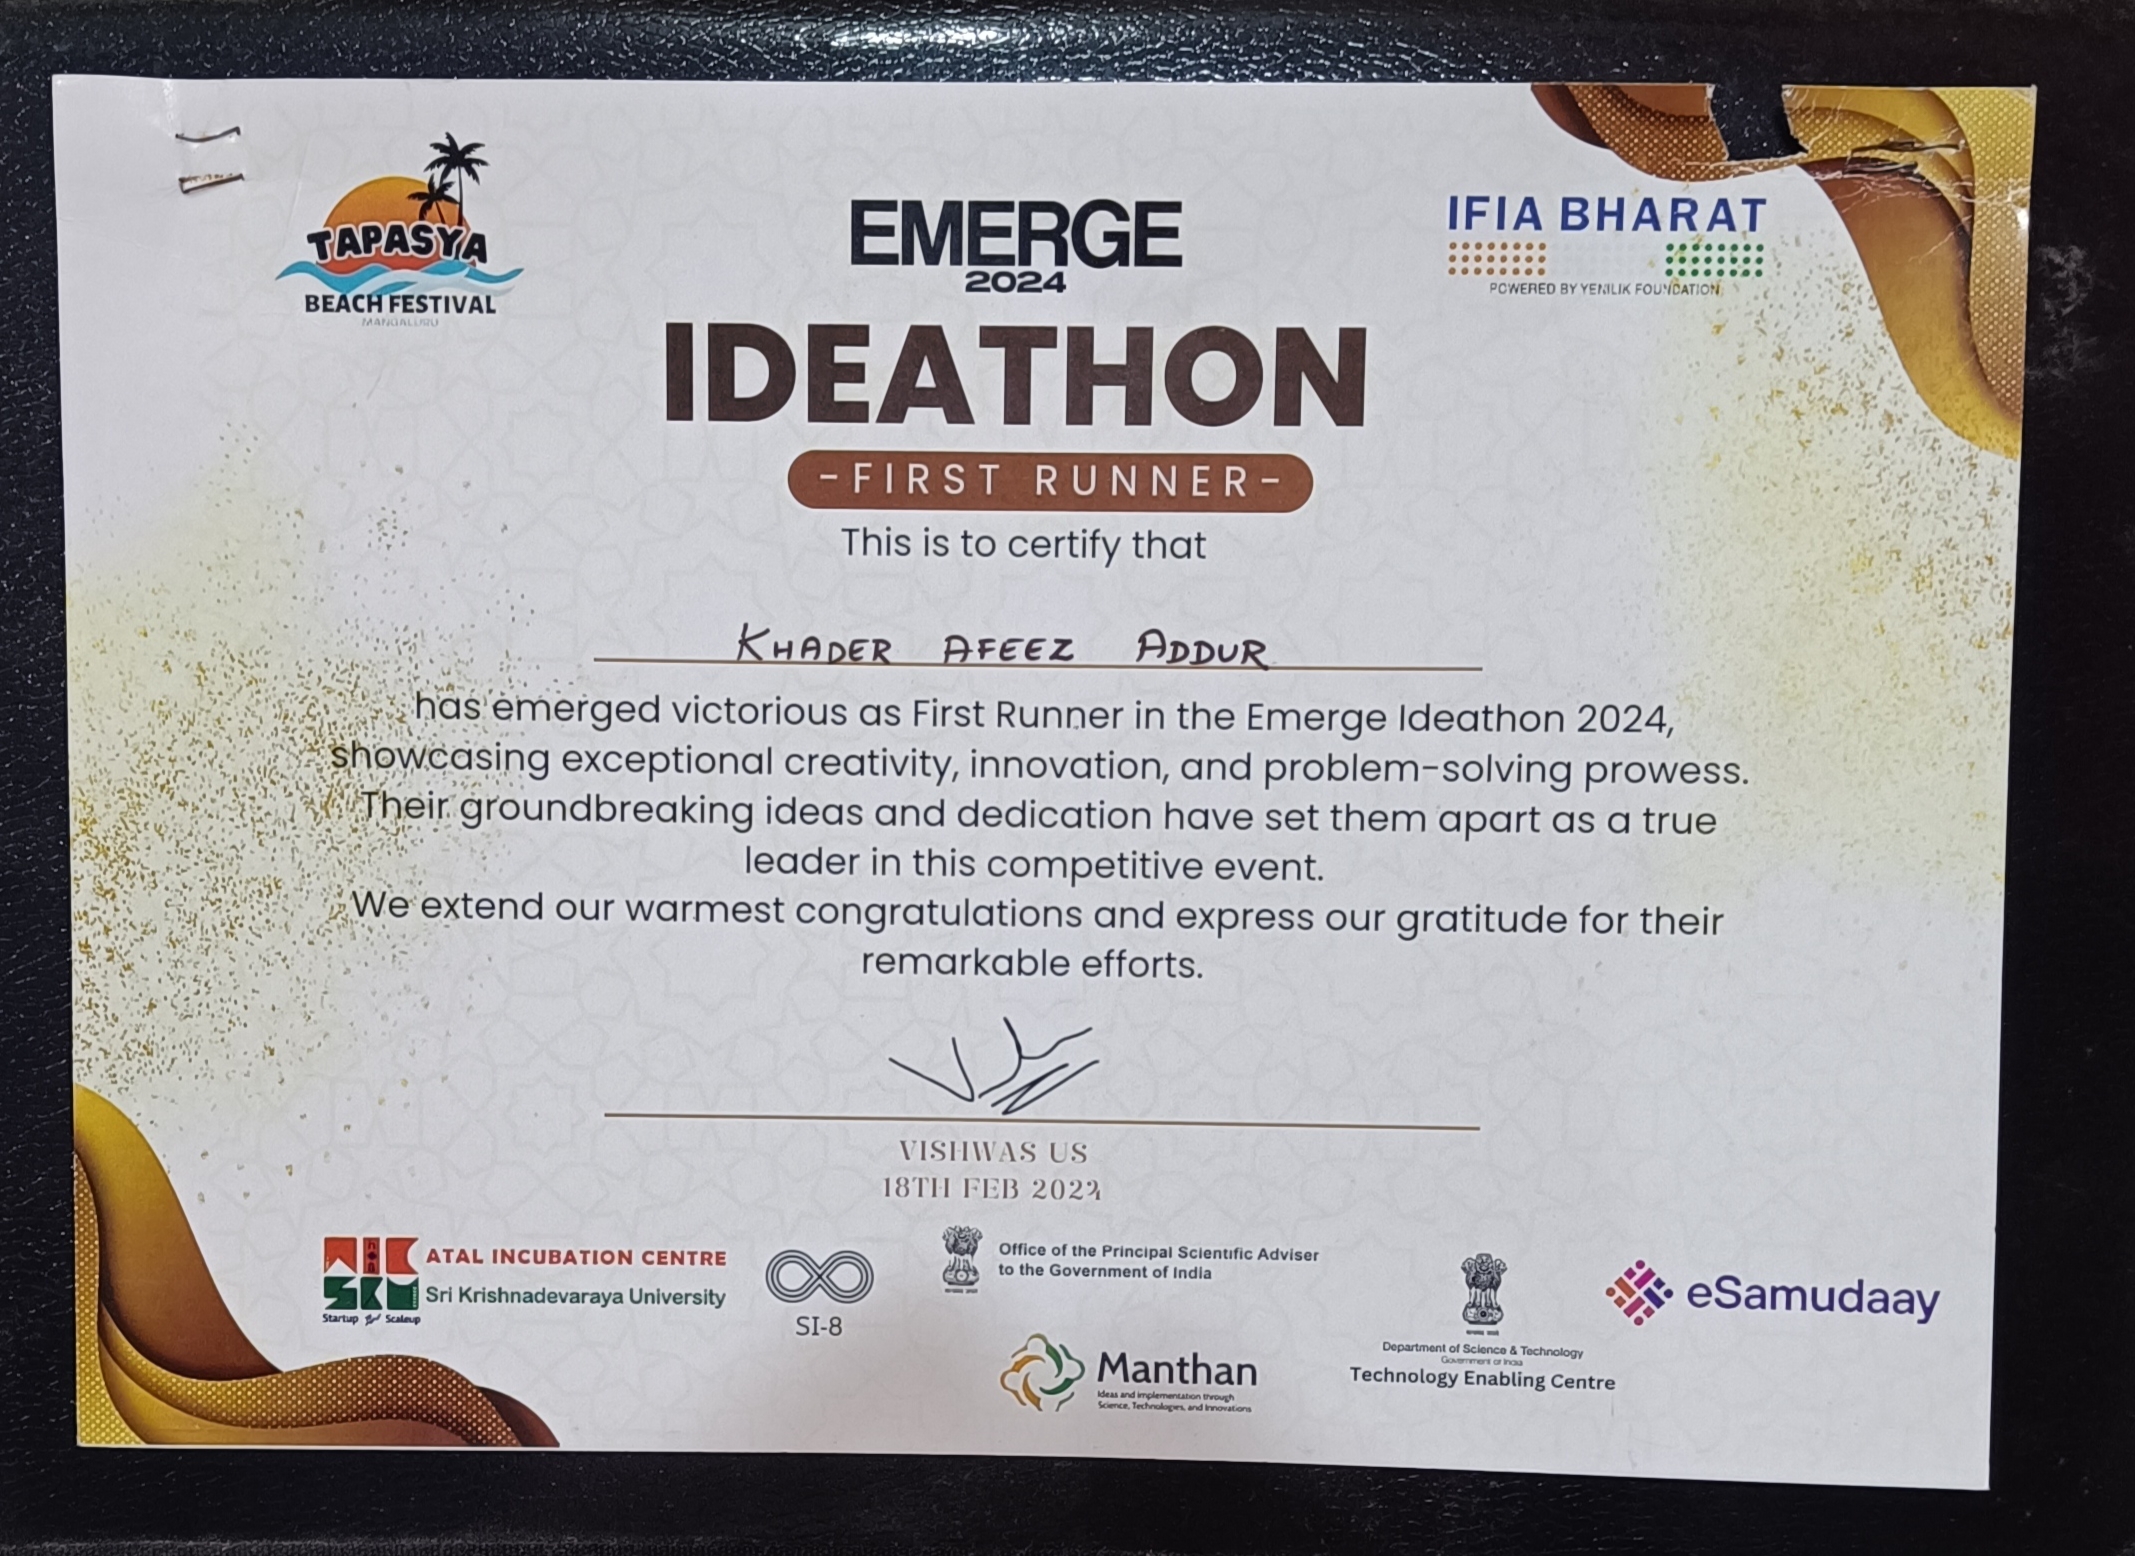 TAPASYA
BEACH FESTIVAL
MANGALURU
EMERGE
2024
IFIA BHARAT
POWERED BY YENILIK FOUNDATION
IDEATHON
-FIRST RUNNER-
This is to certify that
KHADER AFEEZ ADDUR
has emerged victorious as First Runner in the Emerge Ideathon 2024,
showcasing exceptional creativity, innovation, and problem-solving prowess.
Their groundbreaking ideas and dedication have set them apart as a true
leader in this competitive event.
We extend our warmest congratulations and express our gratitude for their
remarkable efforts.
VISHWAS US
18TH FEB 2024
ATAL INCUBATION CENTRE
Sri Krishnadevaraya University
Startup Scaleup
SI-8
Office of the Principal Scientific Adviser
to the Government of India
Manthan
Ideas and Implementation through
Science, Technologies, and Innovations
Department of Science & Technology
Government of India
Technology Enabling Centre
eSamudaay